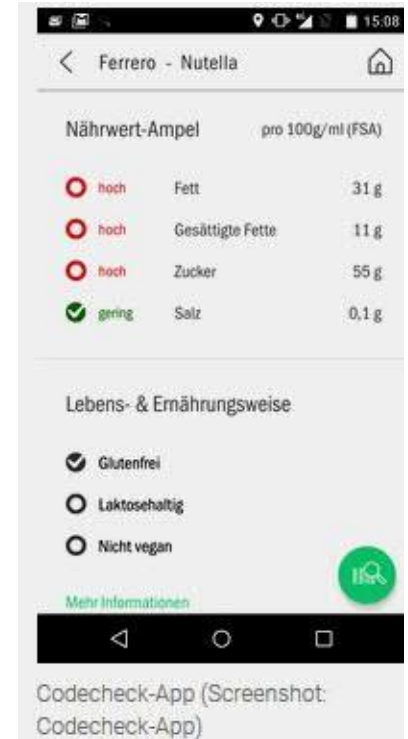 15:08
Ferrero - Nutella
Nährwert-Ampel pro 100g/ml (FSA)
hoch Fett 31 g
hoch Gesättigte Fette 11 g
hoch Zucker 55 g
gering Salz 0,1 g
Lebens- & Ernährungsweise
Glutenfrei
Laktosehaltig
Nicht vegan
Mehr Informationen
Codecheck-App (Screenshot:
Codecheck-App)